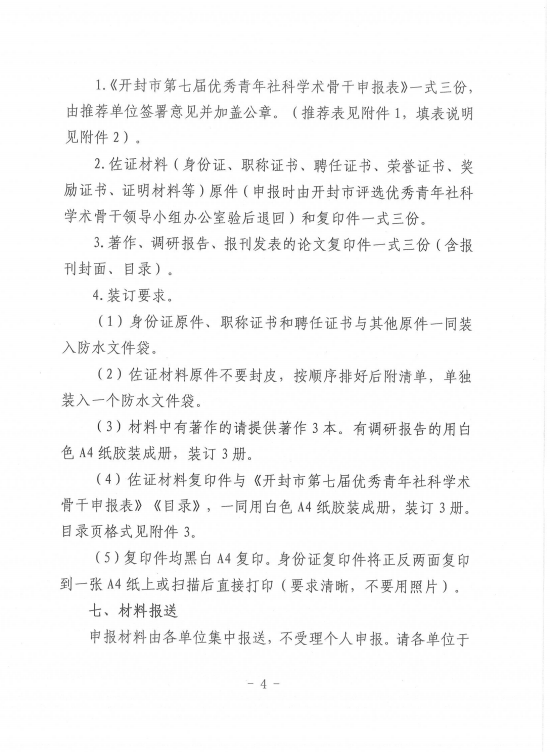 1.《开封市第七届优秀青年社科学术骨干申报表》一式三份，
由推荐单位签署意见并加盖公章。（推荐表见附件 1，填表说明
见附件 2）。
2.佐证材料（身份证、职称证书、聘任证书、荣誉证书、奖
励证书、证明材料等）原件（申报时由开封市评选优秀青年社科
学术骨干领导小组办公室验后退回）和复印件一式三份。
3.著作、调研报告、报刊发表的论文复印件一式三份（含报
刊封面、目录）。
4.装订要求。
（1）身份证原件、职称证书和聘任证书与其他原件一同装
入防水文件袋。
（2）佐证材料原件不要封皮，按顺序排好后附清单，单独
装入一个防水文件袋。
（3）材料中有著作的请提供著作 3 本。有调研报告的用白
色 A4 纸胶装成册，装订 3 册。
（4）佐证材料复印件与《开封市第七届优秀青年社科学术
骨干申报表》《目录》，一同用白色 A4 纸胶装成册，装订 3 册。
目录页格式见附件 3。
（5）复印件均黑白 A4 复印。身份证复印件将正反两面复印
到一张 A4 纸上或扫描后直接打印（要求清晰，不要用照片）。
七、材料报送
申报材料由各单位集中报送，不受理个人申报。请各单位于
- 4 -